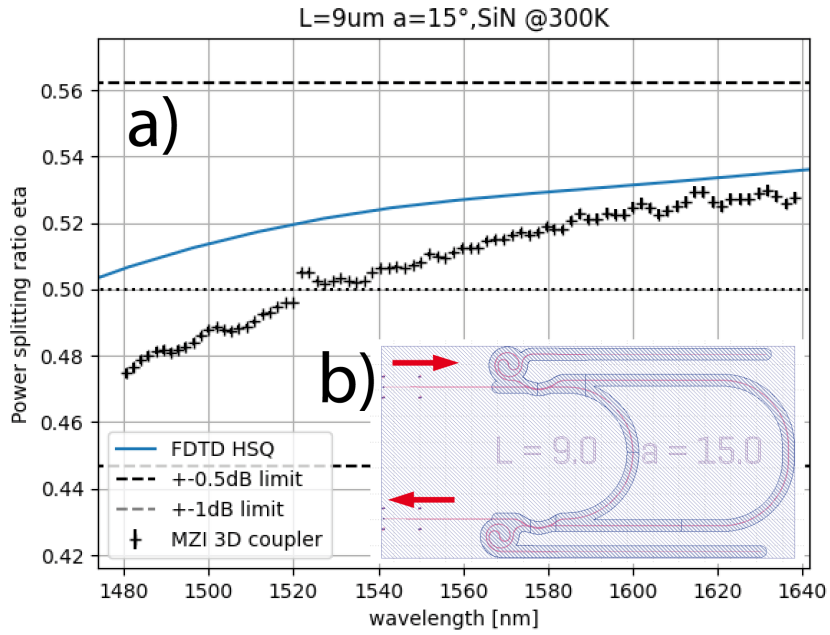 L=9um a=15°,SiN @300K
a)
Power splitting ratio eta
0.56
0.54
0.52
0.50
0.48
0.46
0.44
0.42
b)
L = 9.0 a = 15.0
FDTD HSQ
+-0.5dB limit
+-1dB limit
MZI 3D coupler
1480 1500 1520 1540 1560 1580 1600 1620 1640
wavelength [nm]